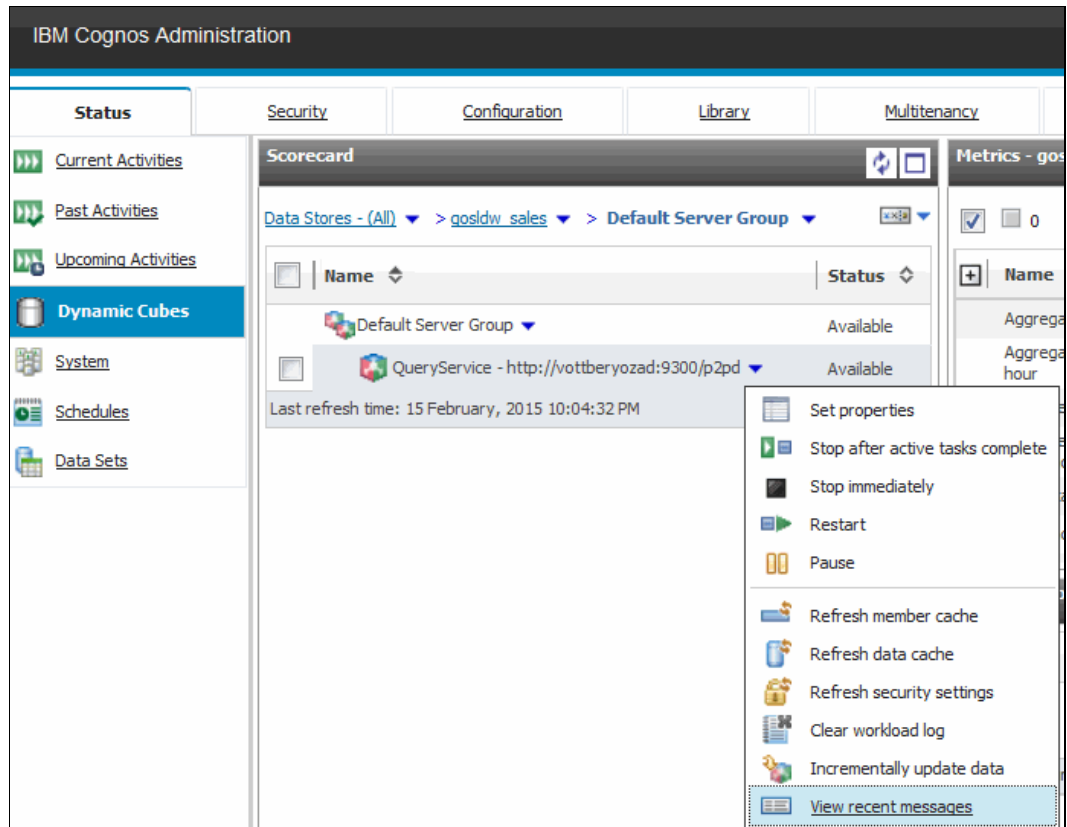 IBM Cognos Administration
Status Security Configuration Library Multitenancy
Current Activities
Past Activities
Upcoming Activities
Dynamic Cubes
System
Schedules
Data Sets
Scorecard
Data Stores - (All) > gosldw_sales > Default Server Group
Name Status
Default Server Group Available
QueryService - http://vottberyozad:9300/p2pd Available
Last refresh time: 15 February, 2015 10:04:32 PM
Metrics - gos
0
Name
Aggrega
Aggrega
hour
Set properties
Stop after active tasks complete
Stop immediately
Restart
Pause
Refresh member cache
Refresh data cache
Refresh security settings
Clear workload log
Incrementally update data
View recent messages